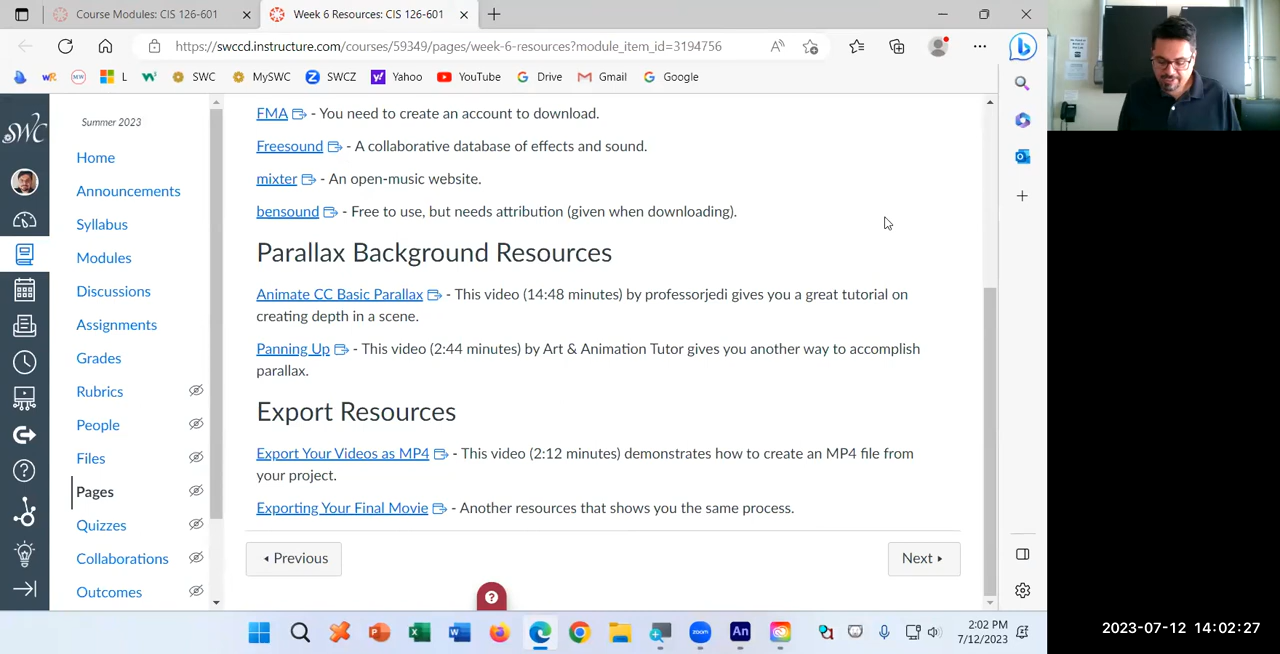 Course Modules: CIS 126-601
Week 6 Resources: CIS 126-601
https://swccd.instructure.com/courses/59349/pages/week-6-resources?module_item_id=3194756
L
SWC
MySWC
SWCZ
Yahoo
YouTube
Drive
Gmail
Google
SWC
Summer 2023
Home
Announcements
Syllabus
Modules
Discussions
Assignments
Grades
Rubrics
People
Files
Pages
Quizzes
Collaborations
Outcomes
FMA - You need to create an account to download.
Freesound - A collaborative database of effects and sound.
mixter - An open-music website.
bensound - Free to use, but needs attribution (given when downloading).
Parallax Background Resources
Animate CC Basic Parallax - This video (14:48 minutes) by professorjedi gives you a great tutorial on
creating depth in a scene.
Panning Up - This video (2:44 minutes) by Art & Animation Tutor gives you another way to accomplish
parallax.
Export Resources
Export Your Videos as MP4 - This video (2:12 minutes) demonstrates how to create an MP4 file from
your project.
Exporting Your Final Movie - Another resources that shows you the same process.
Previous
Next
zoom
An
2:02 PM
7/12/2023
2023-07-12 14:02:27